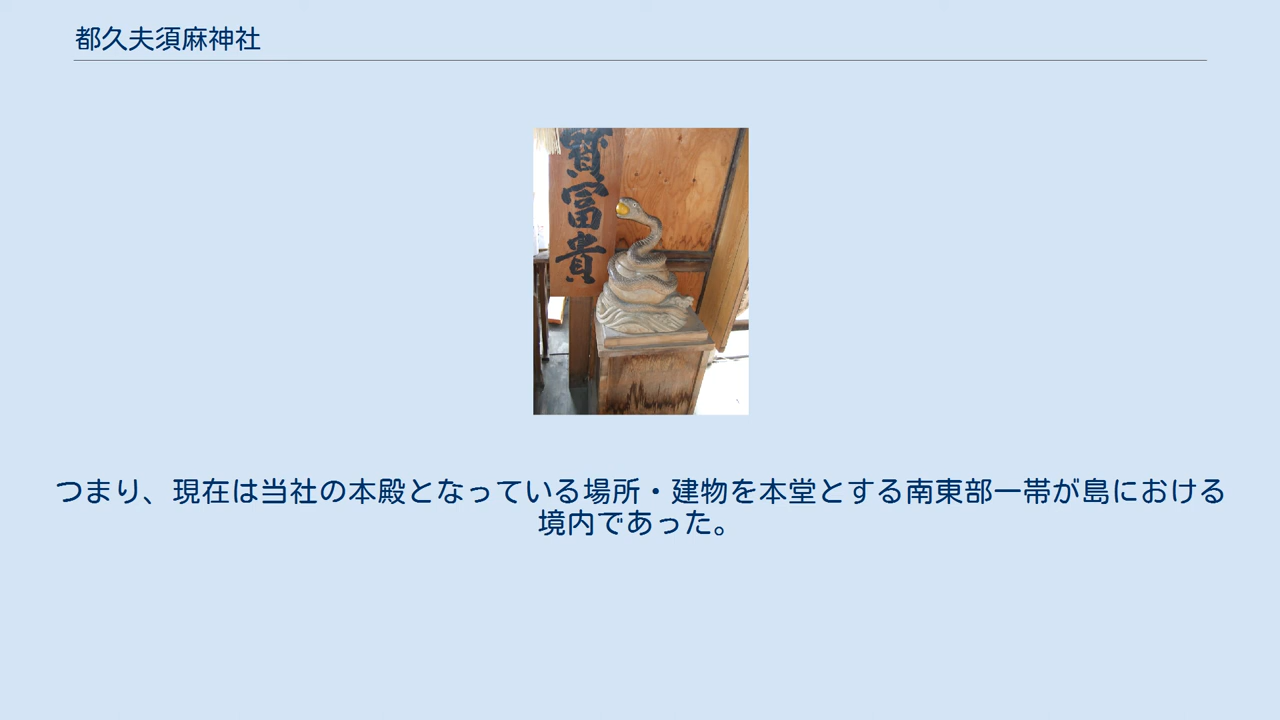 都久夫須麻神社
富
貴
つまり、現在は当社の本殿となっている場所・建物を本堂とする南東部一帯が島における
境内であった。